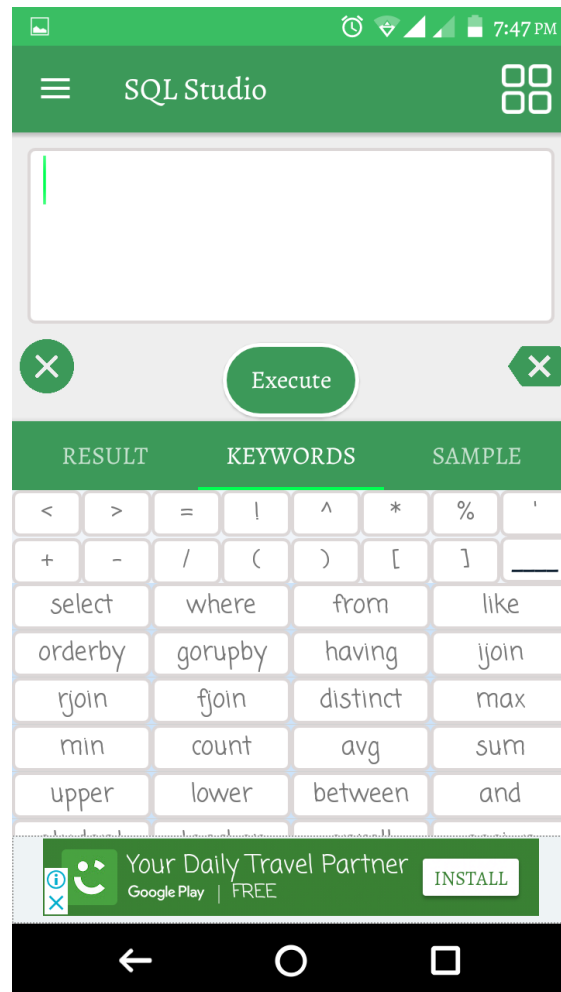 7:47 PM
SQL Studio
Execute
RESULT KEYWORDS SAMPLE
< > = ! ^ * % '
+ - / ( ) [ ] __
select where from like
orderby gorupby having ijoin
rjoin fjoin distinct max
min count avg sum
upper lower between and
Your Daily Travel Partner
Google Play | FREE
INSTALL